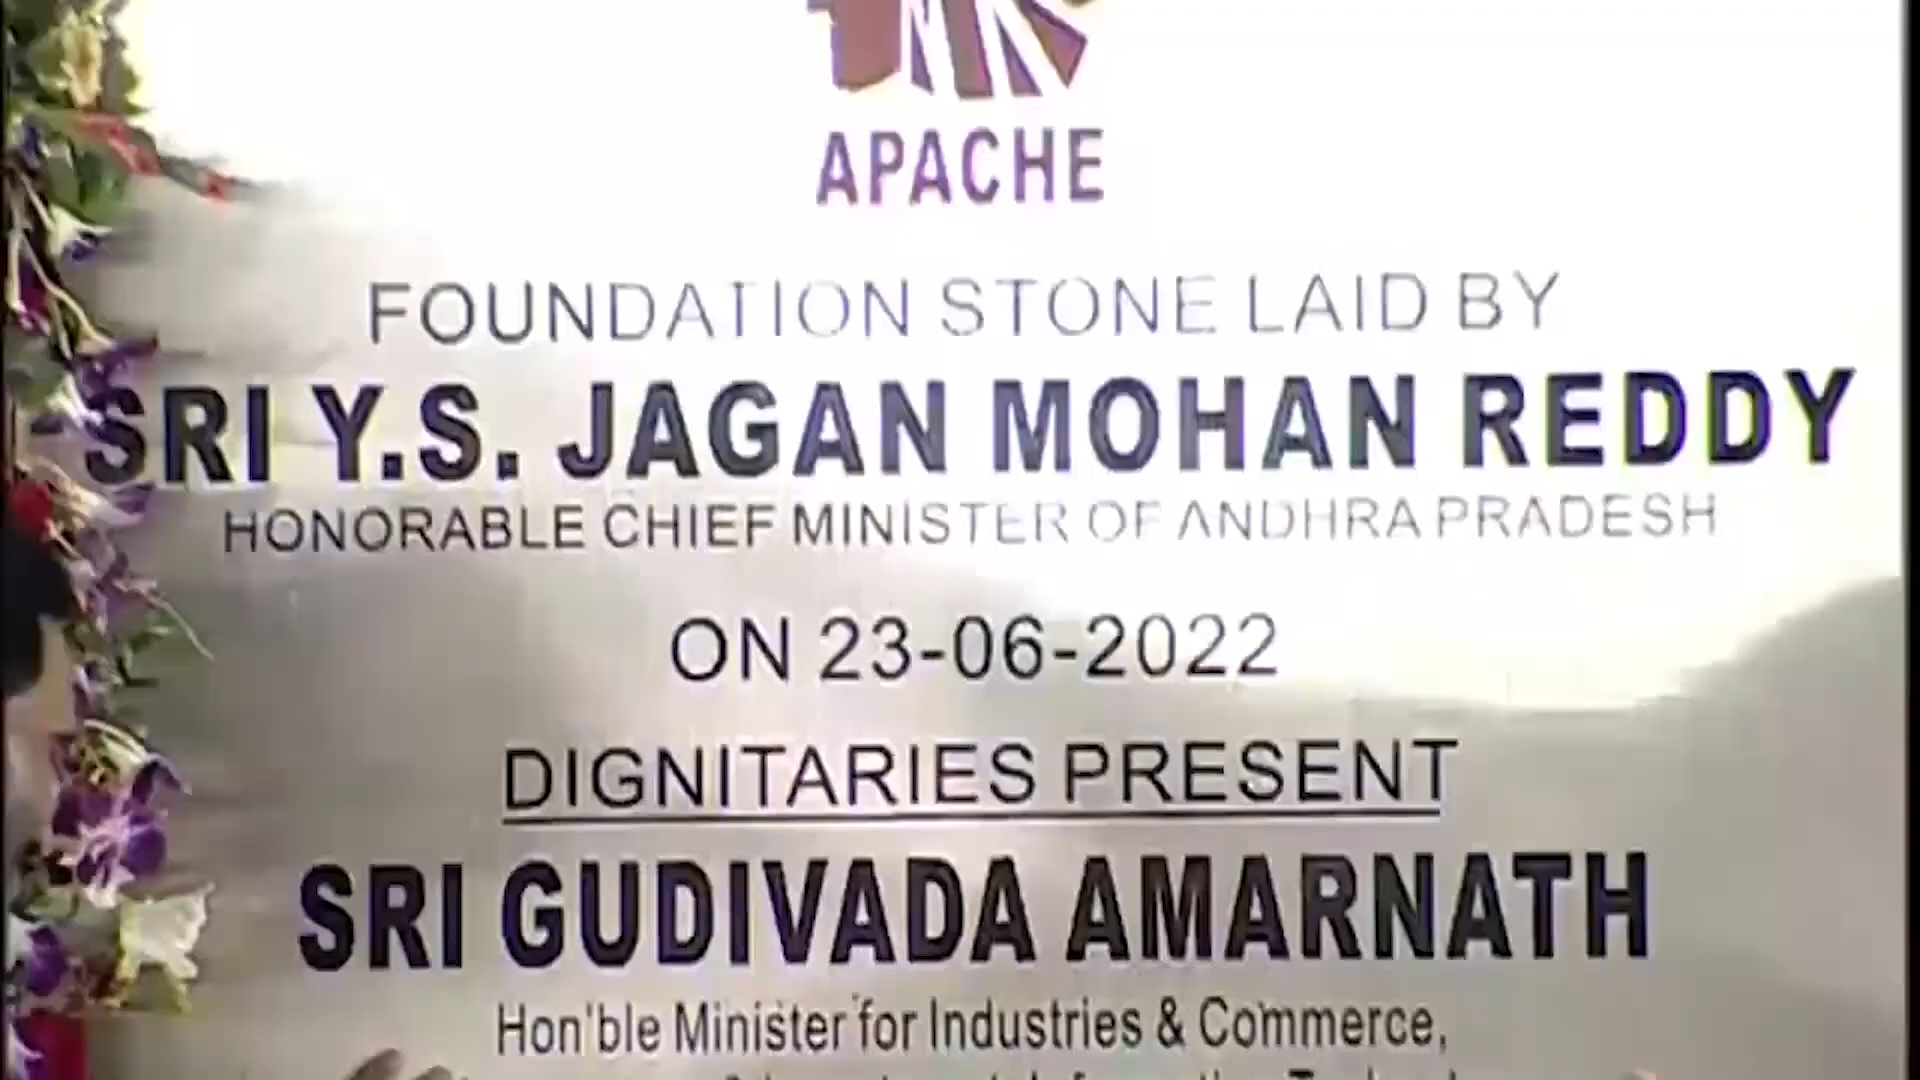 APACHE
FOUNDATION STONE LAID BY
SRI Y.S. JAGAN MOHAN REDDY
HONORABLE CHIEF MINISTER OF ANDHRA PRADESH
ON 23-06-2022
DIGNITARIES PRESENT
SRI GUDIVADA AMARNATH
Hon'ble Minister for Industries & Commerce,